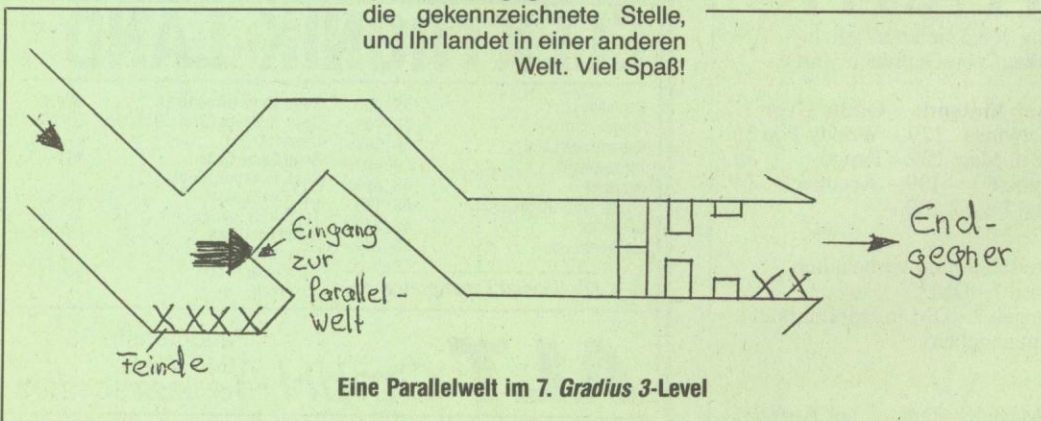 die gekennzeichnete Stelle,
und Ihr landet in einer anderen
Welt. Viel Spaß!
Eingang
zur
Parallel-
welt
End-
gegner
XXXX
XX
Feinde
Eine Parallelwelt im 7. Gradius 3-Level